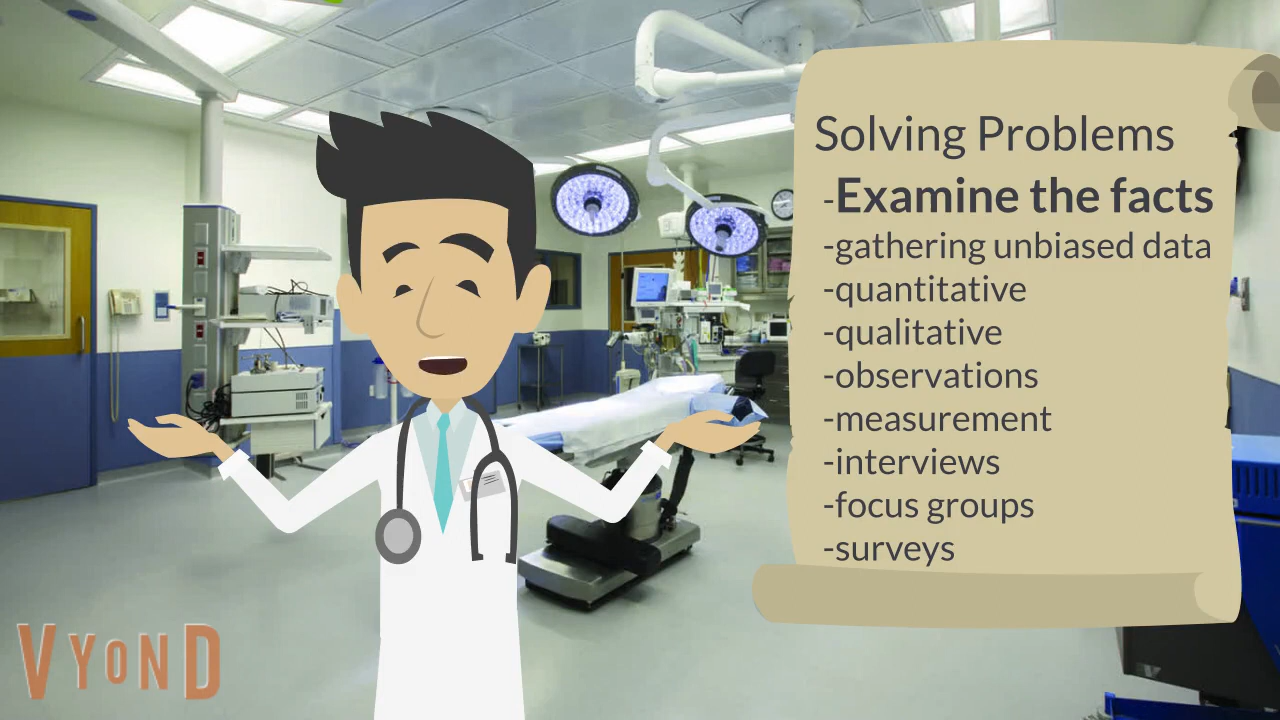 Solving Problems
-Examine the facts
-gathering unbiased data
-quantitative
-qualitative
-observations
-measurement
-interviews
-focus groups
-surveys
VYOND